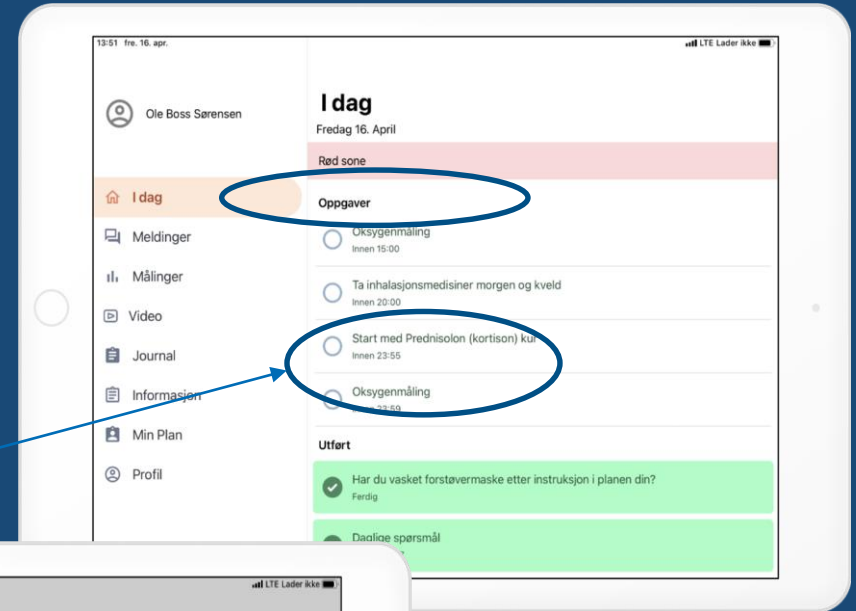 13:51 fre. 16. apr.
LTE Lader ikke
Ole Boss Sørensen
I dag
Meldinger
Målinger
Video
Journal
Informasjon
Min Plan
Profil
I dag
Fredag 16. April
Rød sone
Oppgaver
Oksygenmåling
Innen 15:00
Ta inhalasjonsmedisiner morgen og kveld
Innen 20:00
Start med Prednisolon (kortison) kur
Innen 23:55
Oksygenmåling
Innen 23:59
Utført
Har du vasket forstøvermaske etter instruksjon i planen din?
Ferdig
Daglige spørsmål
LTE Lader ikke